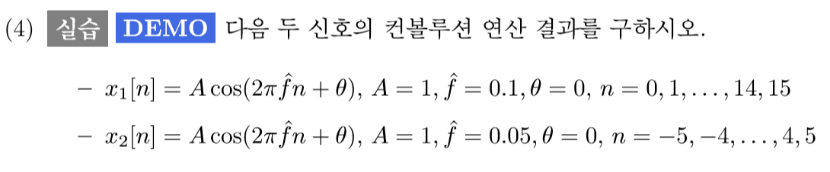 (4) 실습 DEMO 다음 두 신호의 컨볼루션 연산 결과를 구하시오.
– x₁[n] = A cos(2πf̂n + θ), A = 1, f̂ = 0.1, θ = 0, n = 0, 1, . . . , 14, 15
– x₂[n] = A cos(2πf̂n + θ), A = 1, f̂ = 0.05, θ = 0, n = −5, −4, . . . , 4, 5